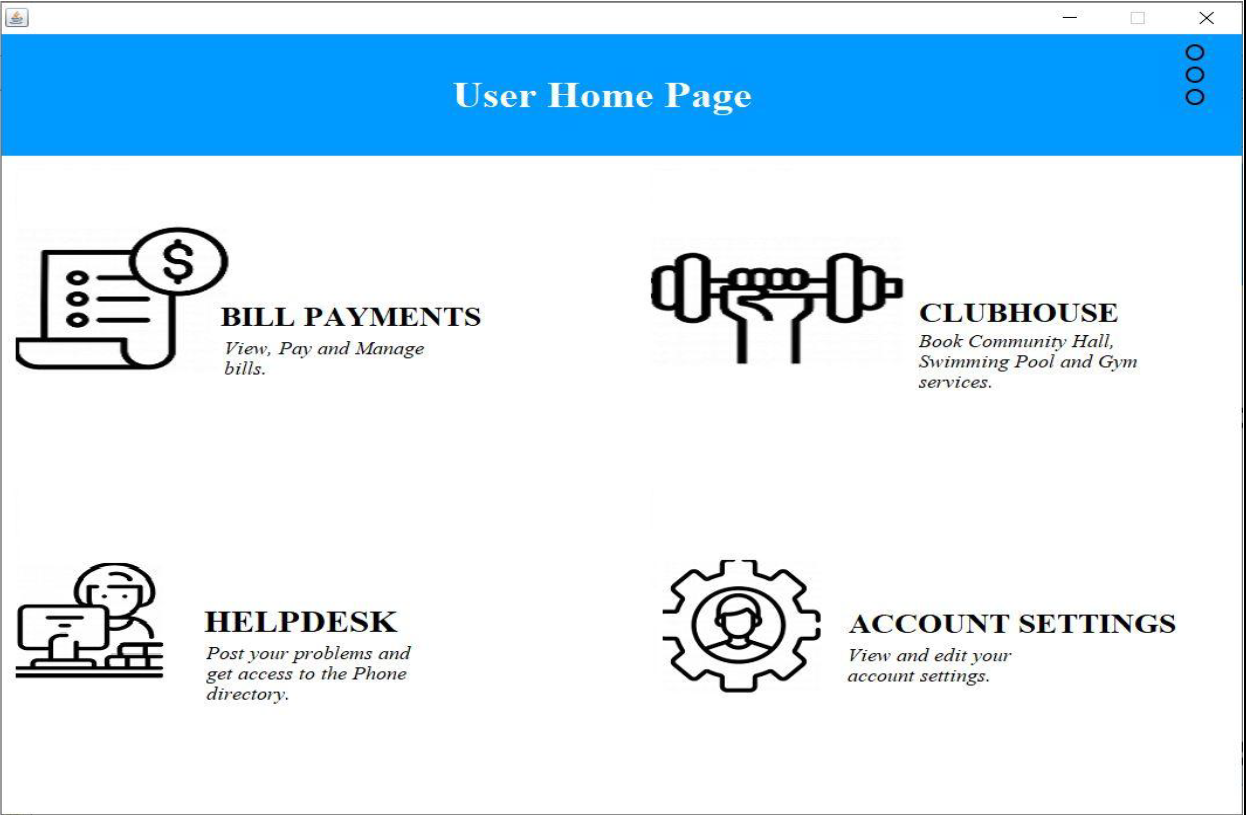 User Home Page
$
BILL PAYMENTS
View, Pay and Manage
bills.
CLUBHOUSE
Book Community Hall,
Swimming Pool and Gym
services.
HELPDESK
Post your problems and
get access to the Phone
directory.
ACCOUNT SETTINGS
View and edit your
account settings.